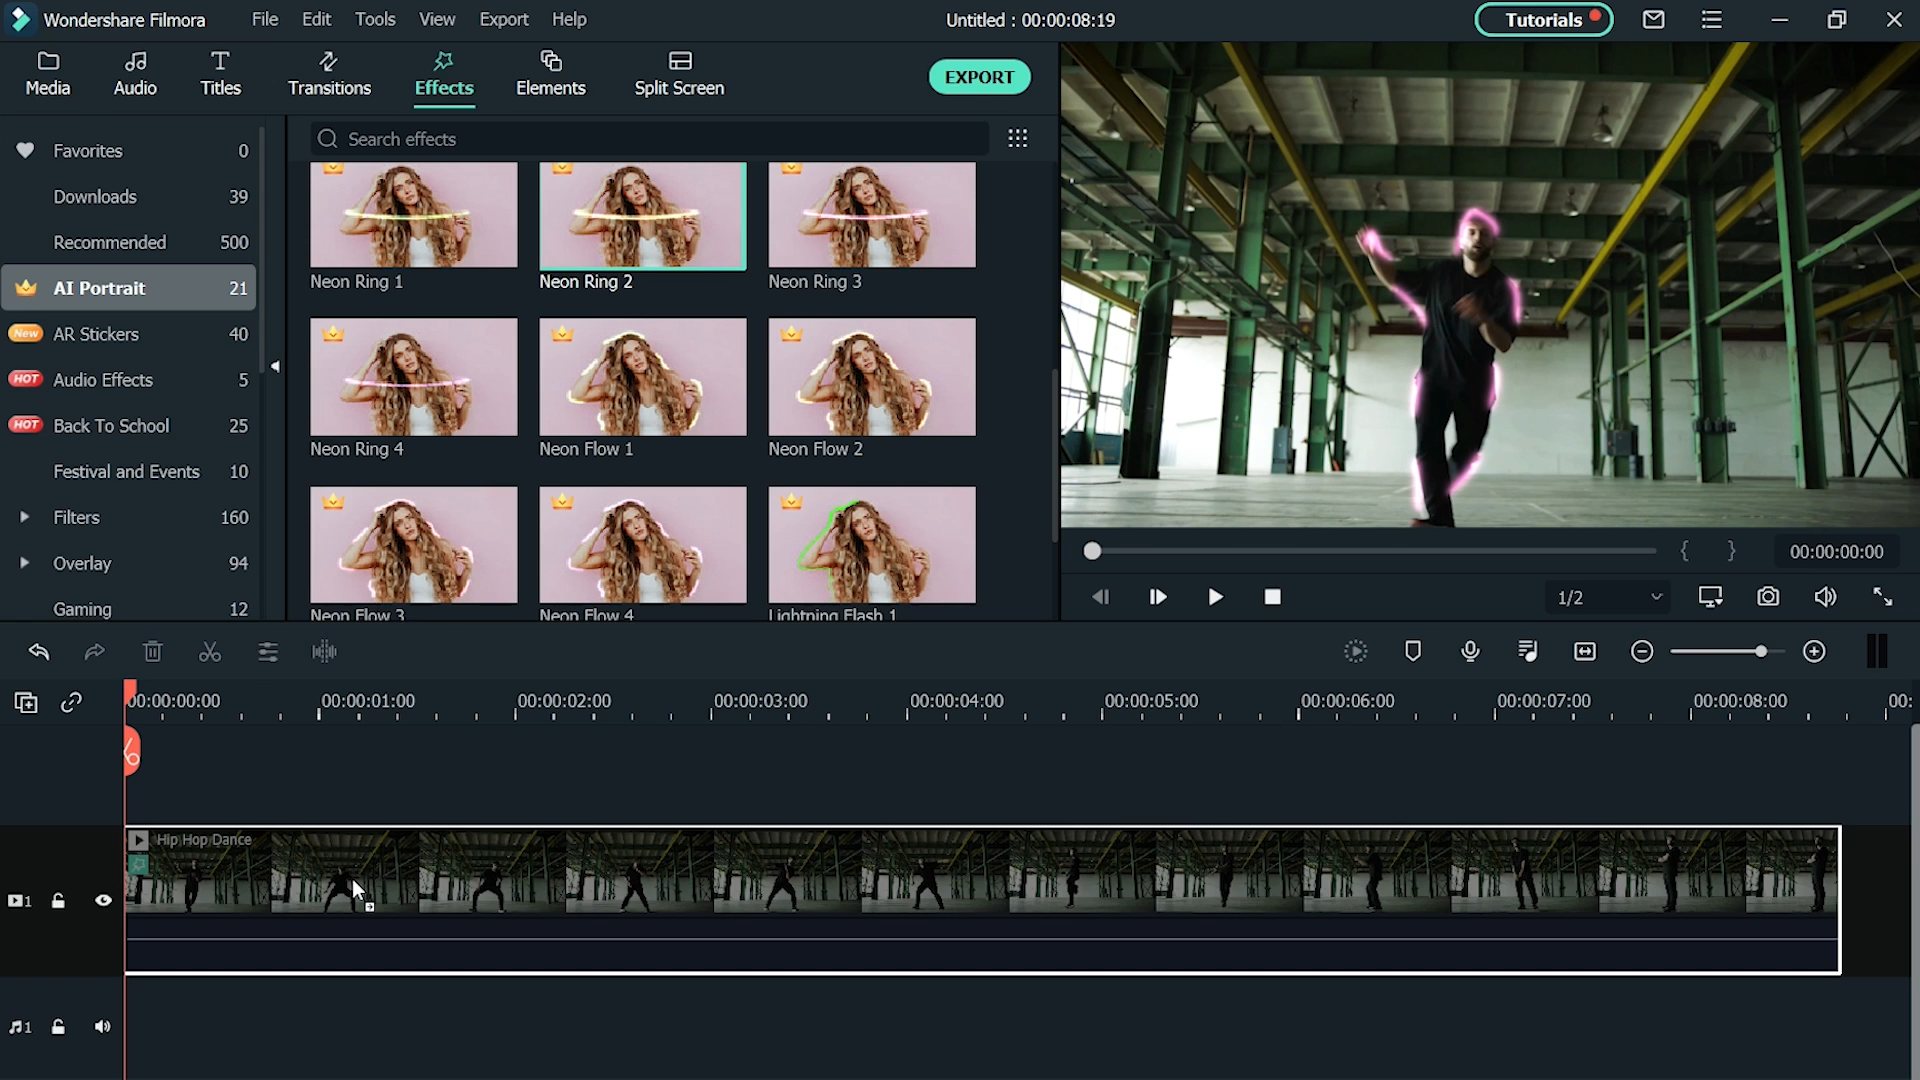 Wondershare Filmora File Edit Tools View Export Help Untitled : 00:00:08:19 Tutorials
Media Audio Titles Transitions Effects Elements Split Screen EXPORT
Search effects
Favorites 0
Downloads 39
Recommended 500
AI Portrait 21
New AR Stickers 40
HOT Audio Effects 5
HOT Back To School 25
Festival and Events 10
Filters 160
Overlay 94
Gaming 12
Neon Ring 1 Neon Ring 2 Neon Ring 3
Neon Ring 4 Neon Flow 1 Neon Flow 2
Neon Flow 3 Neon Flow 4 Lightning Flash 1
{ } 00:00:00:00
1/2
00:00:00:00 00:00:01:00 00:00:02:00 00:00:03:00 00:00:04:00 00:00:05:00 00:00:06:00 00:00:07:00 00:00:08:00 00:
Hip Hop Dance
1
1